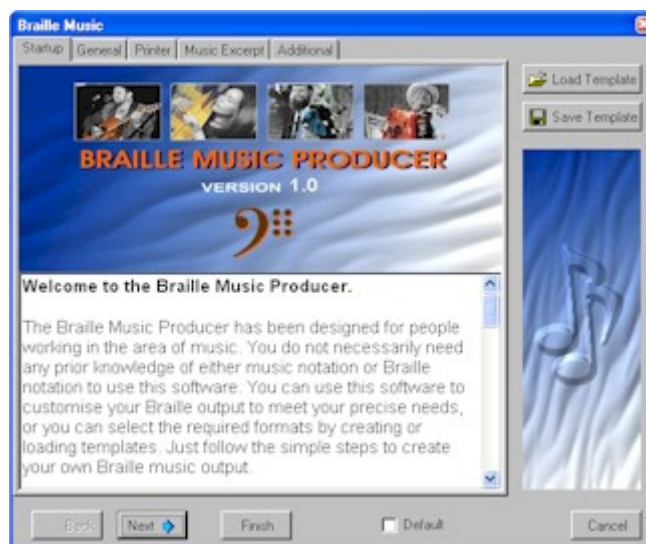 Braille Music
Startup General Printer Music Excerpt Additional
Load Template
Save Template
BRAILLE MUSIC PRODUCER
VERSION 1.0
Welcome to the Braille Music Producer.
The Braille Music Producer has been designed for people
working in the area of music. You do not necessarily need
any prior knowledge of either music notation or Braille
notation to use this software. You can use this software to
customise your Braille output to meet your precise needs,
or you can select the required formats by creating or
loading templates. Just follow the simple steps to create
your own Braille music output.
Back Next Finish Default Cancel